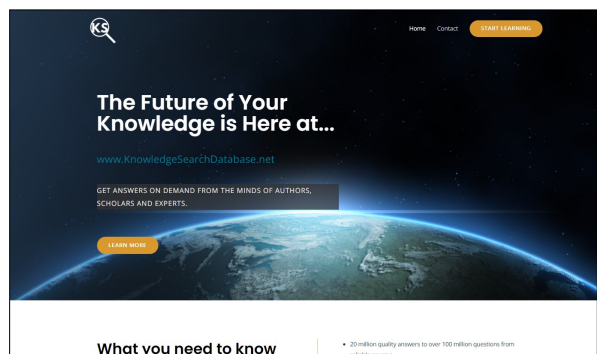 KS
Home Contact START LEARNING
The Future of Your
Knowledge is Here at...
www.KnowledgeSearchDatabase.net
GET ANSWERS ON DEMAND FROM THE MINDS OF AUTHORS,
SCHOLARS AND EXPERTS.
LEARN MORE
What you need to know
• 20 million quality answers to over 100 million questions from